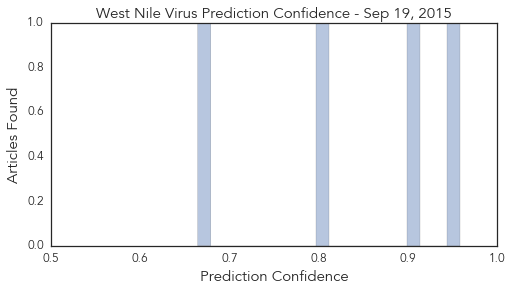 West Nile Virus Prediction Confidence - Sep 19, 2015
1.0
0.8
0.6
0.4
0.2
0.0
Articles Found
0.5 0.6 0.7 0.8 0.9 1.0
Prediction Confidence